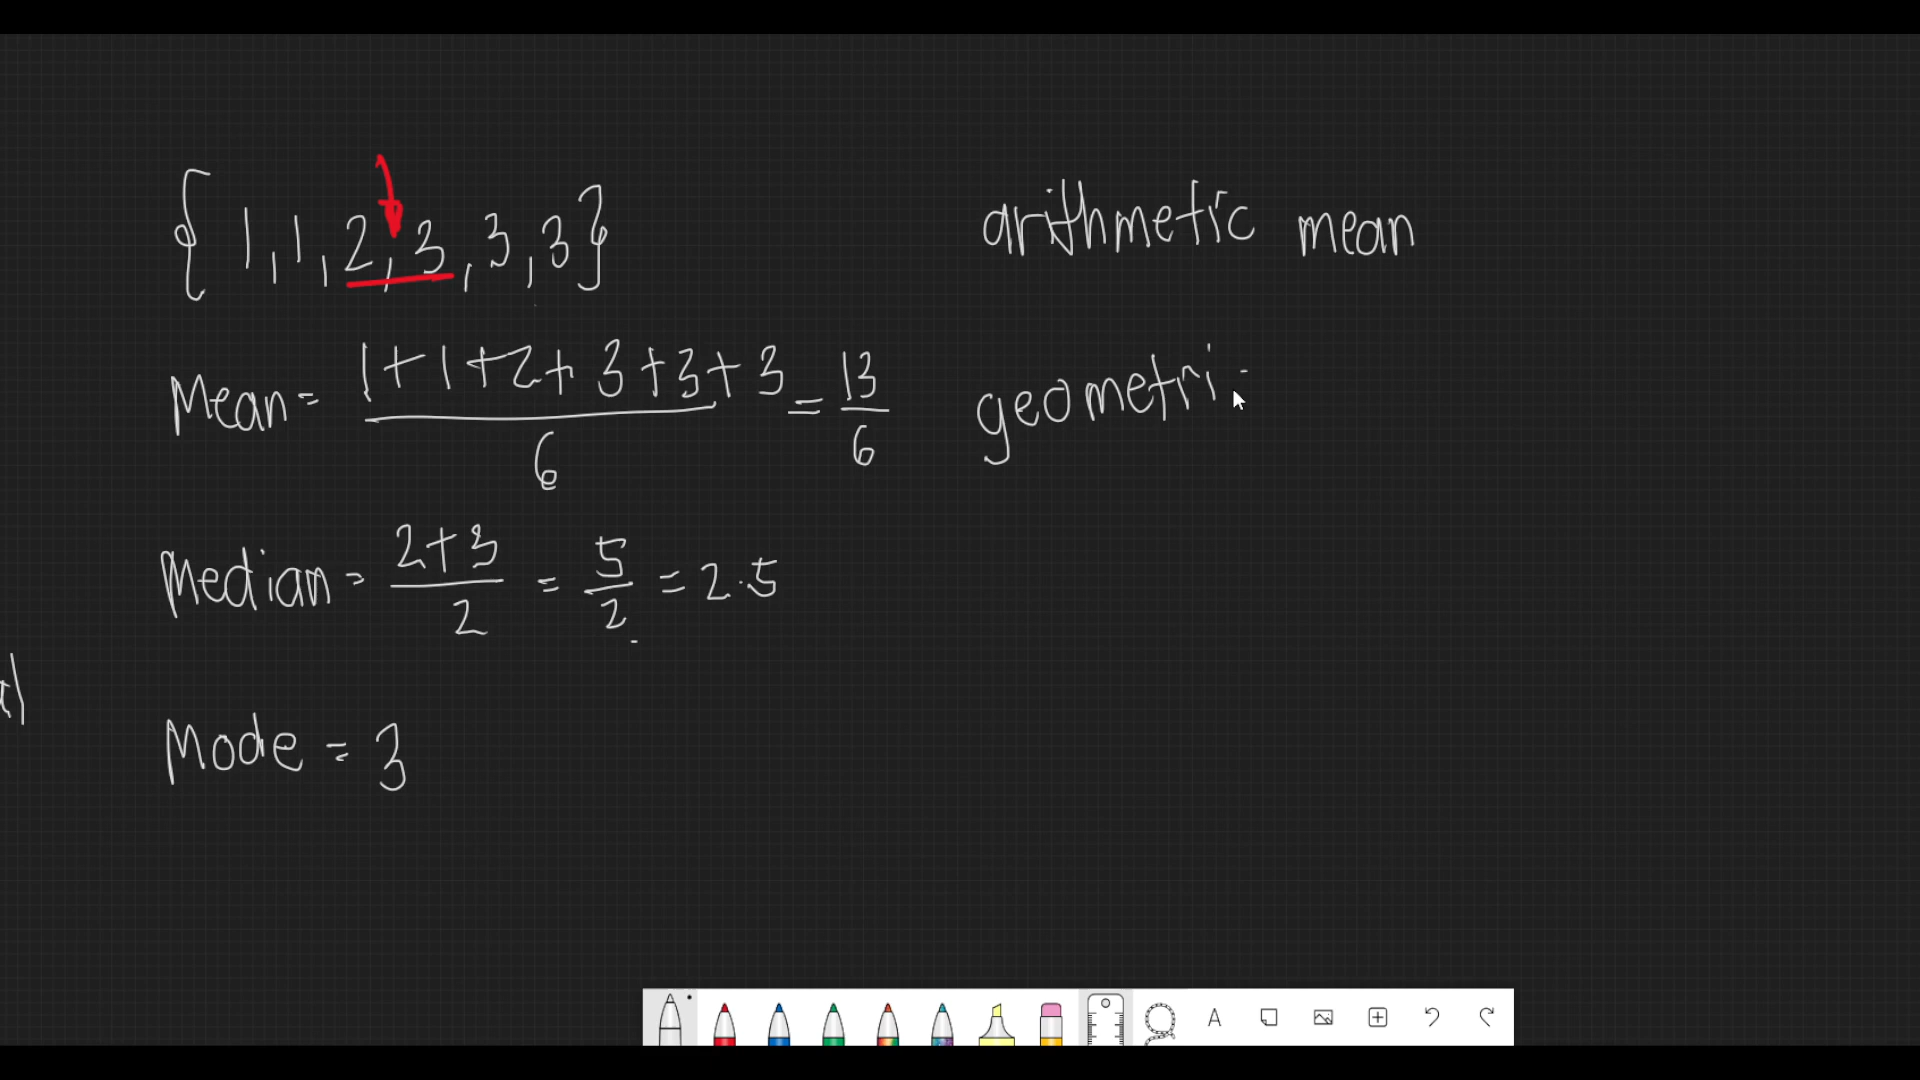 {1,1,2,3,3,3}
Mean = 1+1+2+3+3+3 / 6 = 13/6
Median = 2+3 / 2 = 5/2 = 2.5
Mode = 3
arithmetic mean
geometri
A